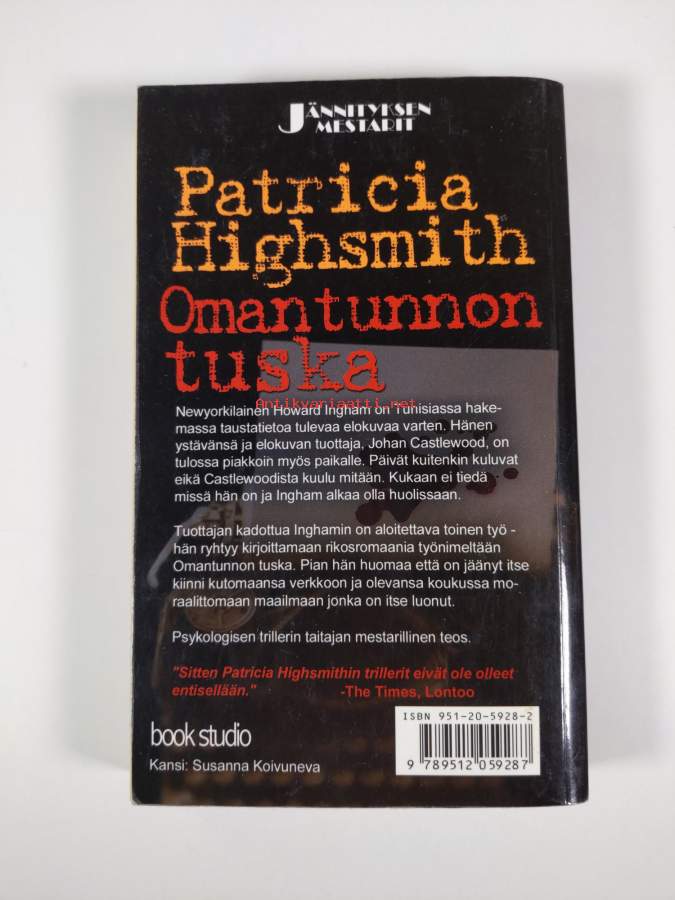 JÄNNITYKSEN
MESTARIT
Patricia
Highsmith
Omantunnon
tuska
Antikvariaatti.net
Newyorkilainen Howard Ingham on Tunisiassa hake-
massa taustatietoa tulevaa elokuvaa varten. Hänen
ystävänsä ja elokuvan tuottaja, Johan Castlewood, on
tulossa piakkoin myös paikalle. Päivät kuitenkin kuluvat
eikä Castlewoodista kuulu mitään. Kukaan ei tiedä
missä hän on ja Ingham alkaa olla huolissaan.
Tuottajan kadottua Inghamin on aloitettava toinen työ -
hän ryhtyy kirjoittamaan rikosromaania työnimeltään
Omantunnon tuska. Pian hän huomaa että on jäänyt itse
kiinni kutomaansa verkkoon ja olevansa koukussa mo-
raalittomaan maailmaan jonka on itse luonut.
Psykologisen trillerin taitajan mestarillinen teos.
"Sitten Patricia Highsmithin trillerit eivät ole olleet
entisellään." -The Times, Lontoo
ISBN 951-20-5928-2
book studio
Kansi: Susanna Koivuneva
9 789512 059287